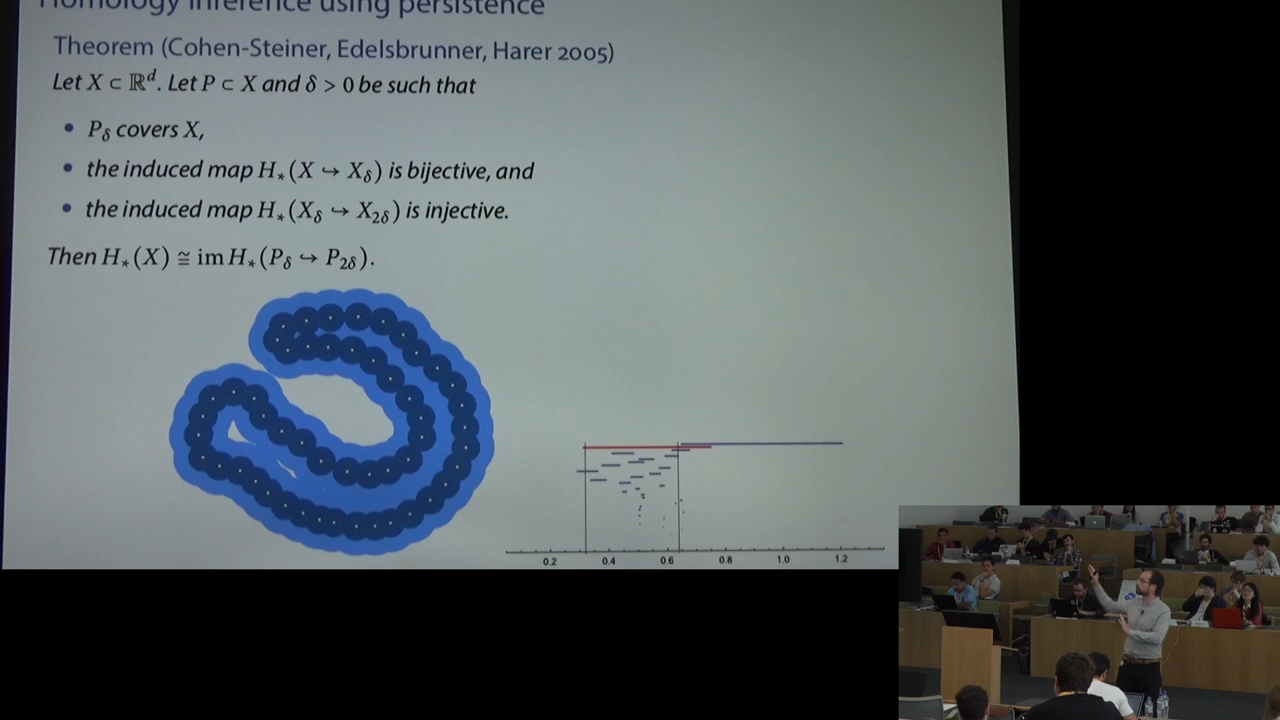 Homology inference using persistence
Theorem (Cohen-Steiner, Edelsbrunner, Harer 2005)
Let X ⊂ ℝᵈ. Let P ⊂ X and δ > 0 be such that
• P_δ covers X,
• the induced map H_*(X ↪ X_δ) is bijective, and
• the induced map H_*(X_δ ↪ X_2δ) is injective.
Then H_*(X) ≅ im H_*(P_δ ↪ P_2δ).
0.2 0.4 0.6 0.8 1.0 1.2